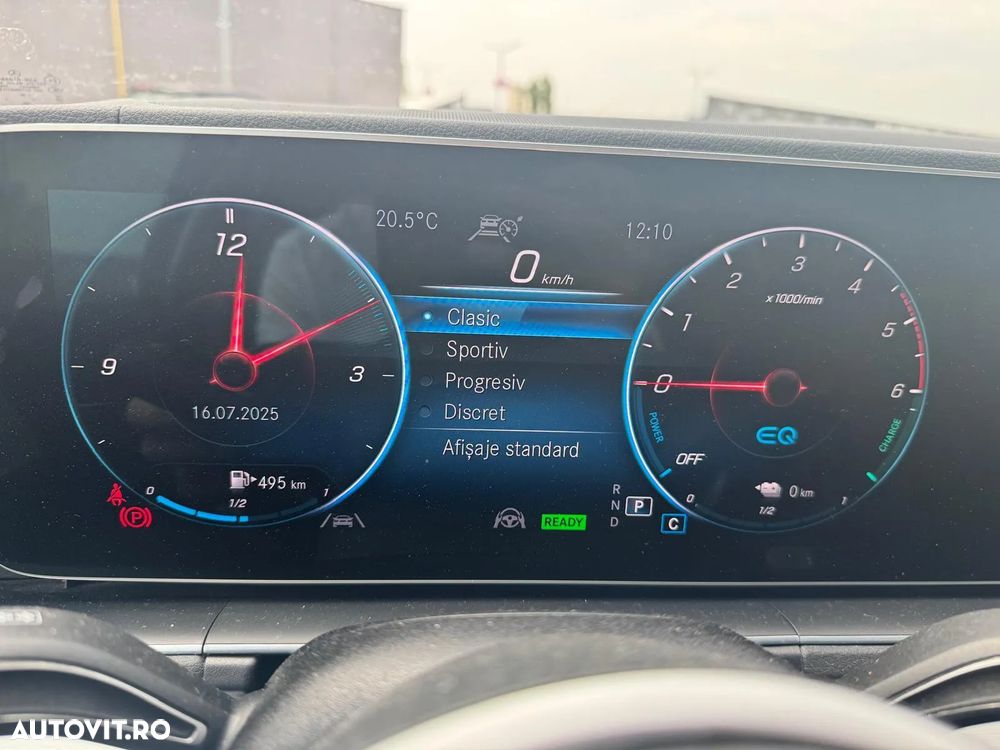 20.5°C
12:10
0 km/h
Clasic
Sportiv
Progresiv
Discret
Afișaje standard
12
3
9
16.07.2025
495 km
0 1/2 1
P
0
1
2
3
4
5
6
x1000/min
POWER
OFF
EQ
CHARGE
0 km
0 1/2 1
READY
R
N
D
P
C
AUTOVIT.RO